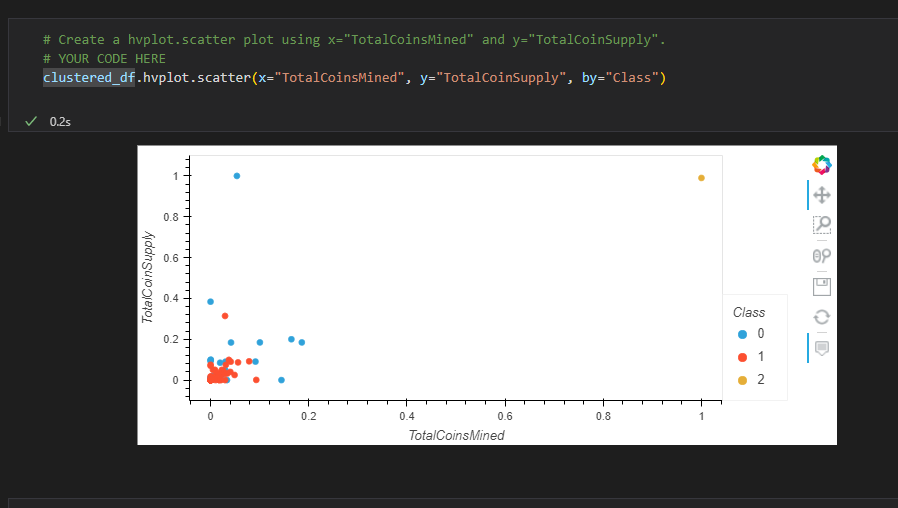 # Create a hvplot.scatter plot using x="TotalCoinsMined" and y="TotalCoinSupply".
# YOUR CODE HERE
clustered_df.hvplot.scatter(x="TotalCoinsMined", y="TotalCoinSupply", by="Class")
✓ 0.2s
1
0.8
0.6
0.4
0.2
0
TotalCoinSupply
0 0.2 0.4 0.6 0.8 1
TotalCoinsMined
Class
0
1
2